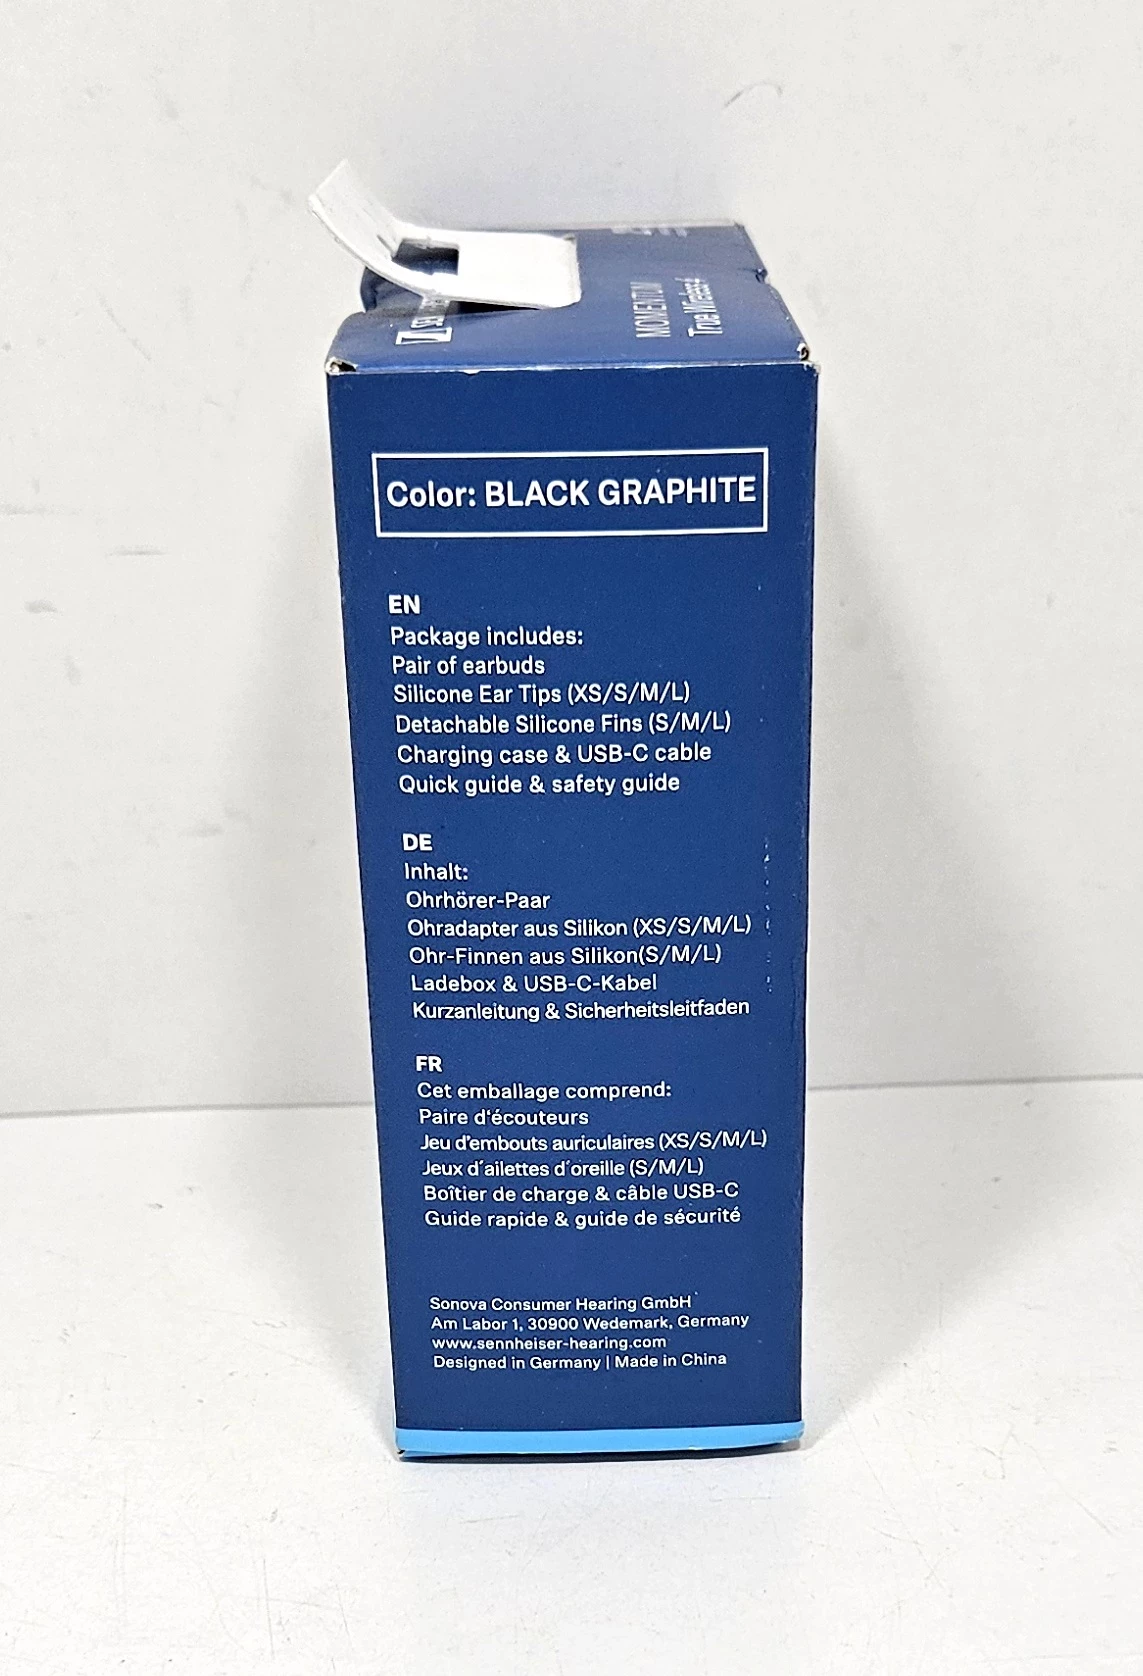 MOMENTUM
True Wireless 4
Color: BLACK GRAPHITE
EN
Package includes:
Pair of earbuds
Silicone Ear Tips (XS/S/M/L)
Detachable Silicone Fins (S/M/L)
Charging case & USB-C cable
Quick guide & safety guide
DE
Inhalt:
Ohrhörer-Paar
Ohradapter aus Silikon (XS/S/M/L)
Ohr-Finnen aus Silikon(S/M/L)
Ladebox & USB-C-Kabel
Kurzanleitung & Sicherheitsleitfaden
FR
Cet emballage comprend:
Paire d‘écouteurs
Jeu d’embouts auriculaires (XS/S/M/L)
Jeux d´ailettes d´oreille (S/M/L)
Boîtier de charge & câble USB-C
Guide rapide & guide de sécurité
Sonova Consumer Hearing GmbH
Am Labor 1, 30900 Wedemark, Germany
www.sennheiser-hearing.com
Designed in Germany | Made in China